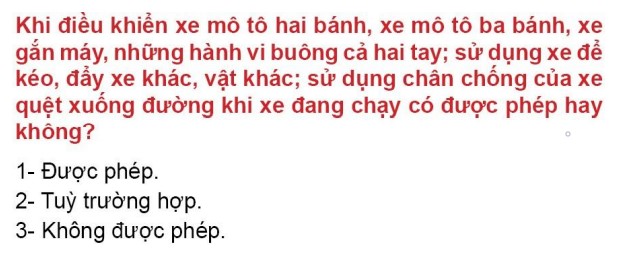 Khi điều khiển xe mô tô hai bánh, xe mô tô ba bánh, xe
gắn máy, những hành vi buông cả hai tay; sử dụng xe để
kéo, đẩy xe khác, vật khác; sử dụng chân chống của xe
quệt xuống đường khi xe đang chạy có được phép hay
không?
1- Được phép.
2- Tuỳ trường hợp.
3- Không được phép.